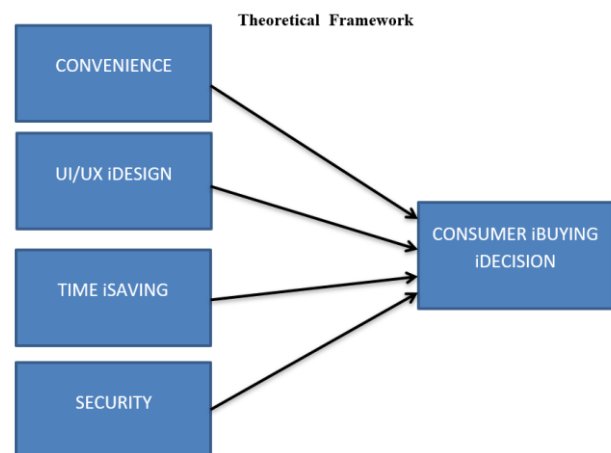 Theoretical Framework
CONVENIENCE
UI/UX iDESIGN
TIME iSAVING
SECURITY
CONSUMER iBUYING
iDECISION